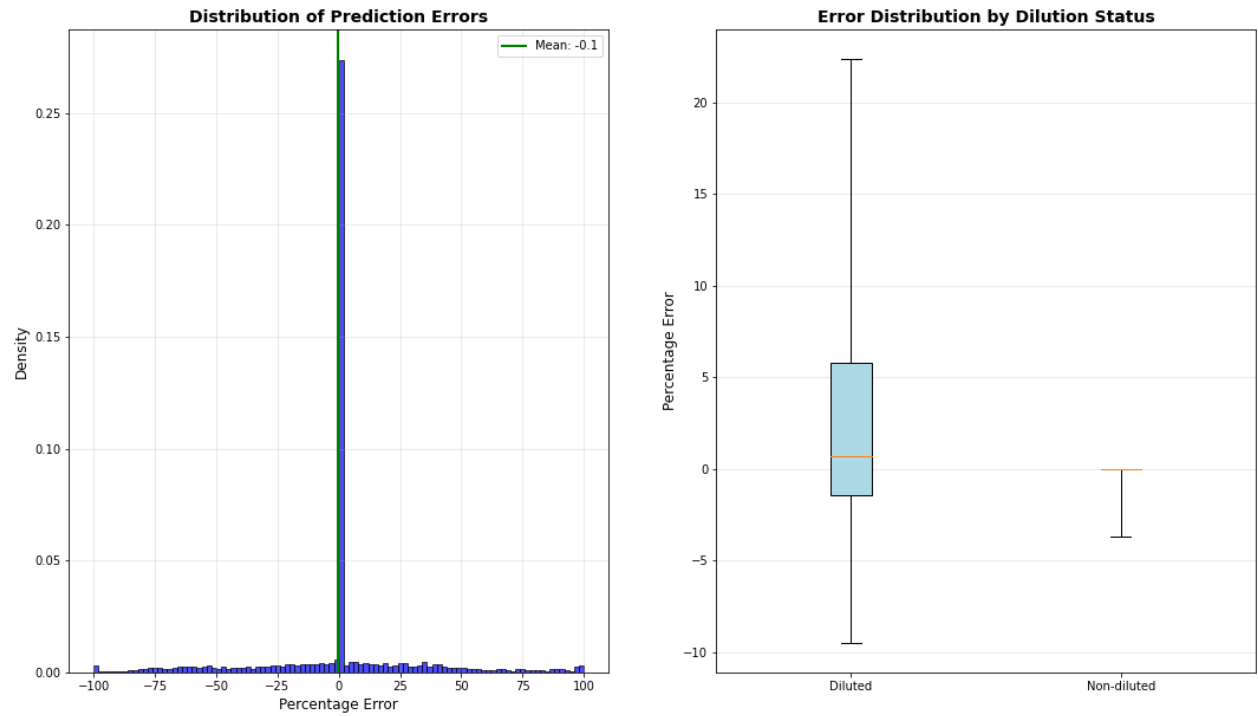 Distribution of Prediction Errors
Mean: -0.1
0.25
0.20
0.15
0.10
0.05
0.00
Density
−100
−75
−50
−25
0
25
50
75
100
Percentage Error
Error Distribution by Dilution Status
20
15
10
5
0
−5
−10
Percentage Error
Diluted
Non-diluted